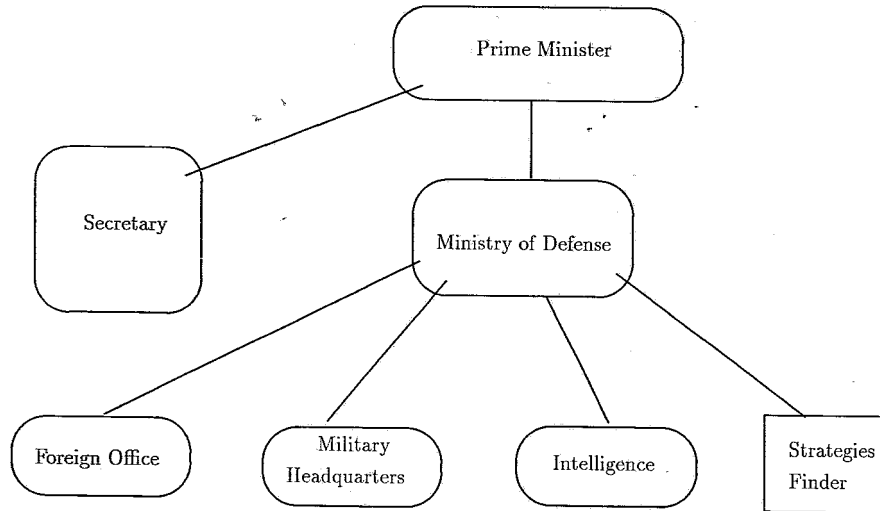 Prime Minister
Secretary
Ministry of Defense
Foreign Office
Military
Headquarters
Intelligence
Strategies
Finder